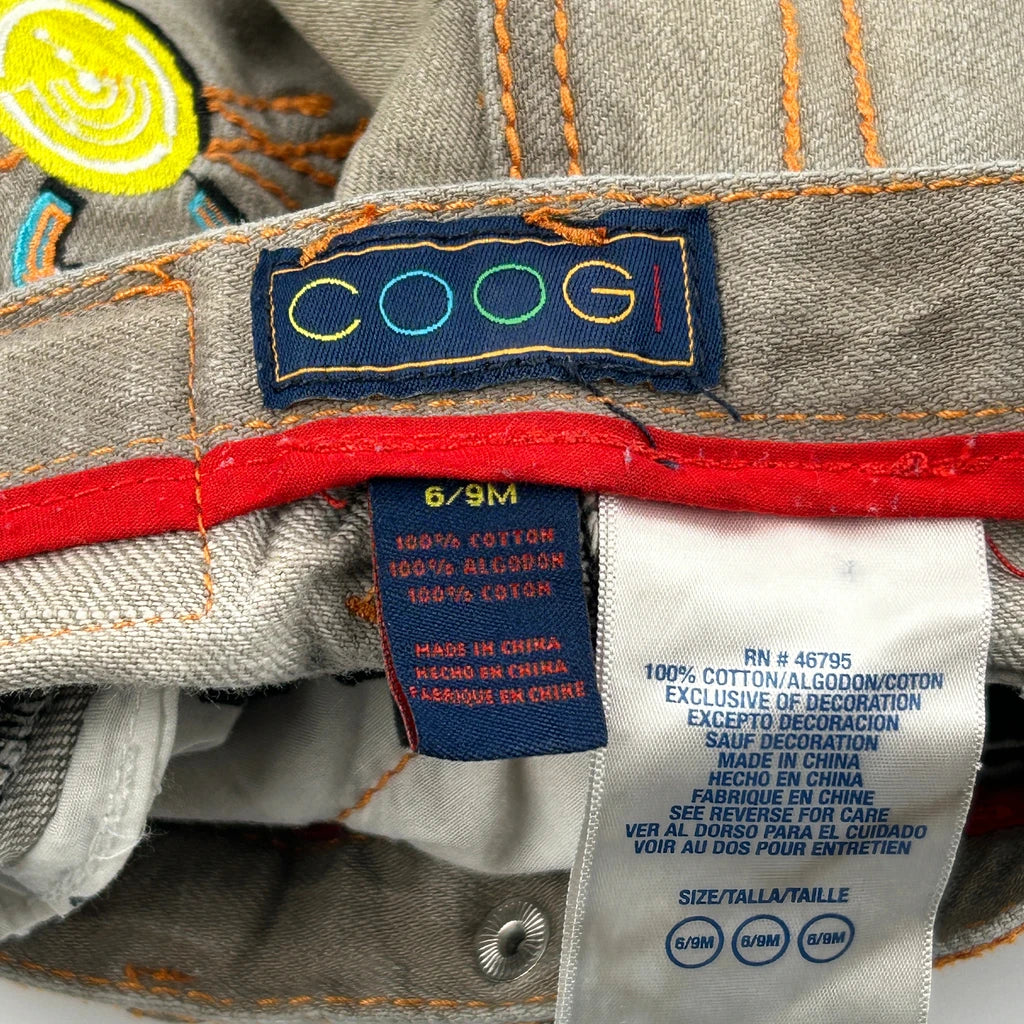 COOGI
6/9M
100% COTTON
100% ALGODON
100% COTON
MADE IN CHINA
HECHO EN CHINA
FABRIQUE EN CHINE
RN # 46795
100% COTTON/ALGODON/COTON
EXCLUSIVE OF DECORATION
EXCEPTO DECORACION
SAUF DECORATION
MADE IN CHINA
HECHO EN CHINA
FABRIQUE EN CHINE
SEE REVERSE FOR CARE
VER AL DORSO PARA EL CUIDADO
VOIR AU DOS POUR ENTRETIEN
SIZE/TALLA/TAILLE
6/9M 6/9M 6/9M